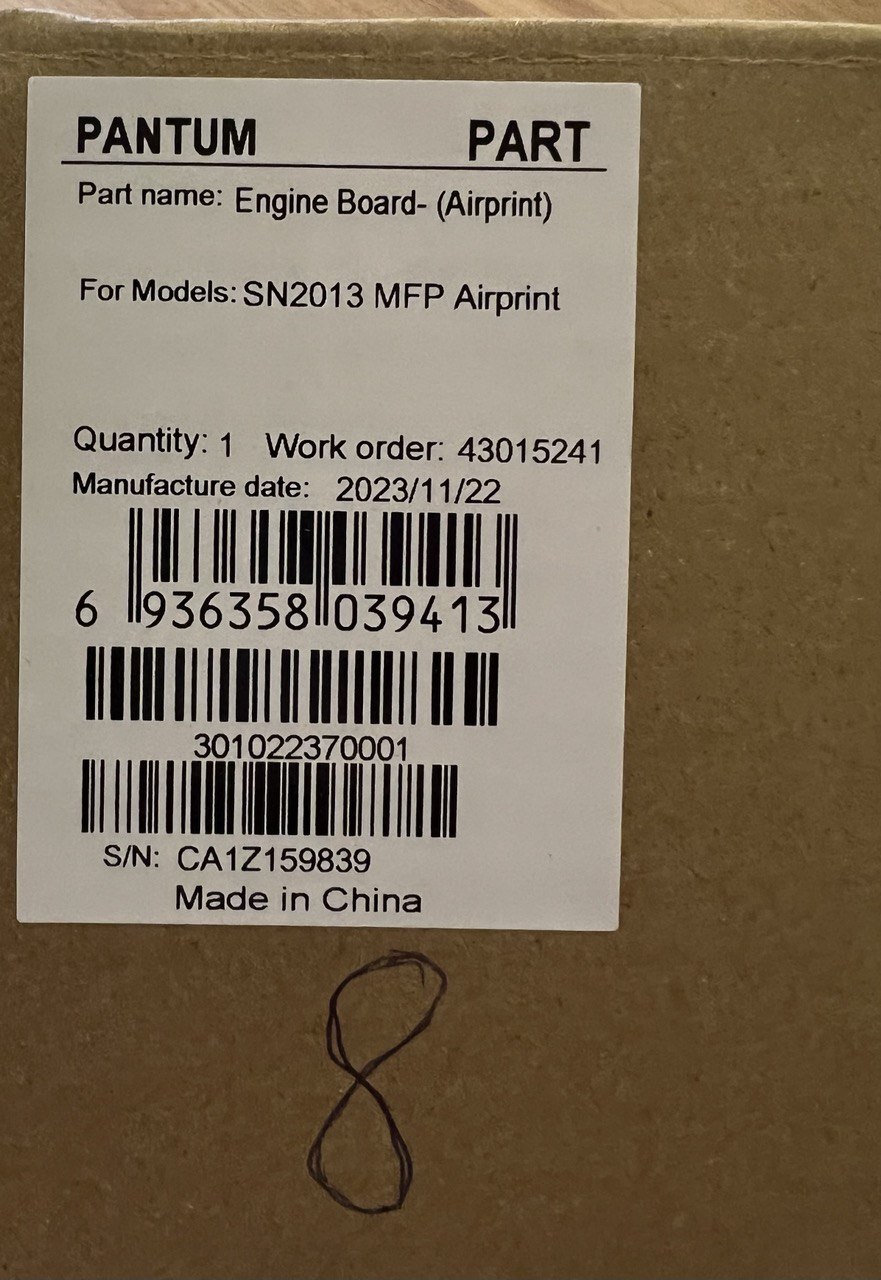 PANTUM PART
Part name: Engine Board- (Airprint)
For Models: SN2013 MFP Airprint
Quantity: 1 Work order: 43015241
Manufacture date: 2023/11/22
6 936358 039413
301022370001
S/N: CA1Z159839
Made in China
8